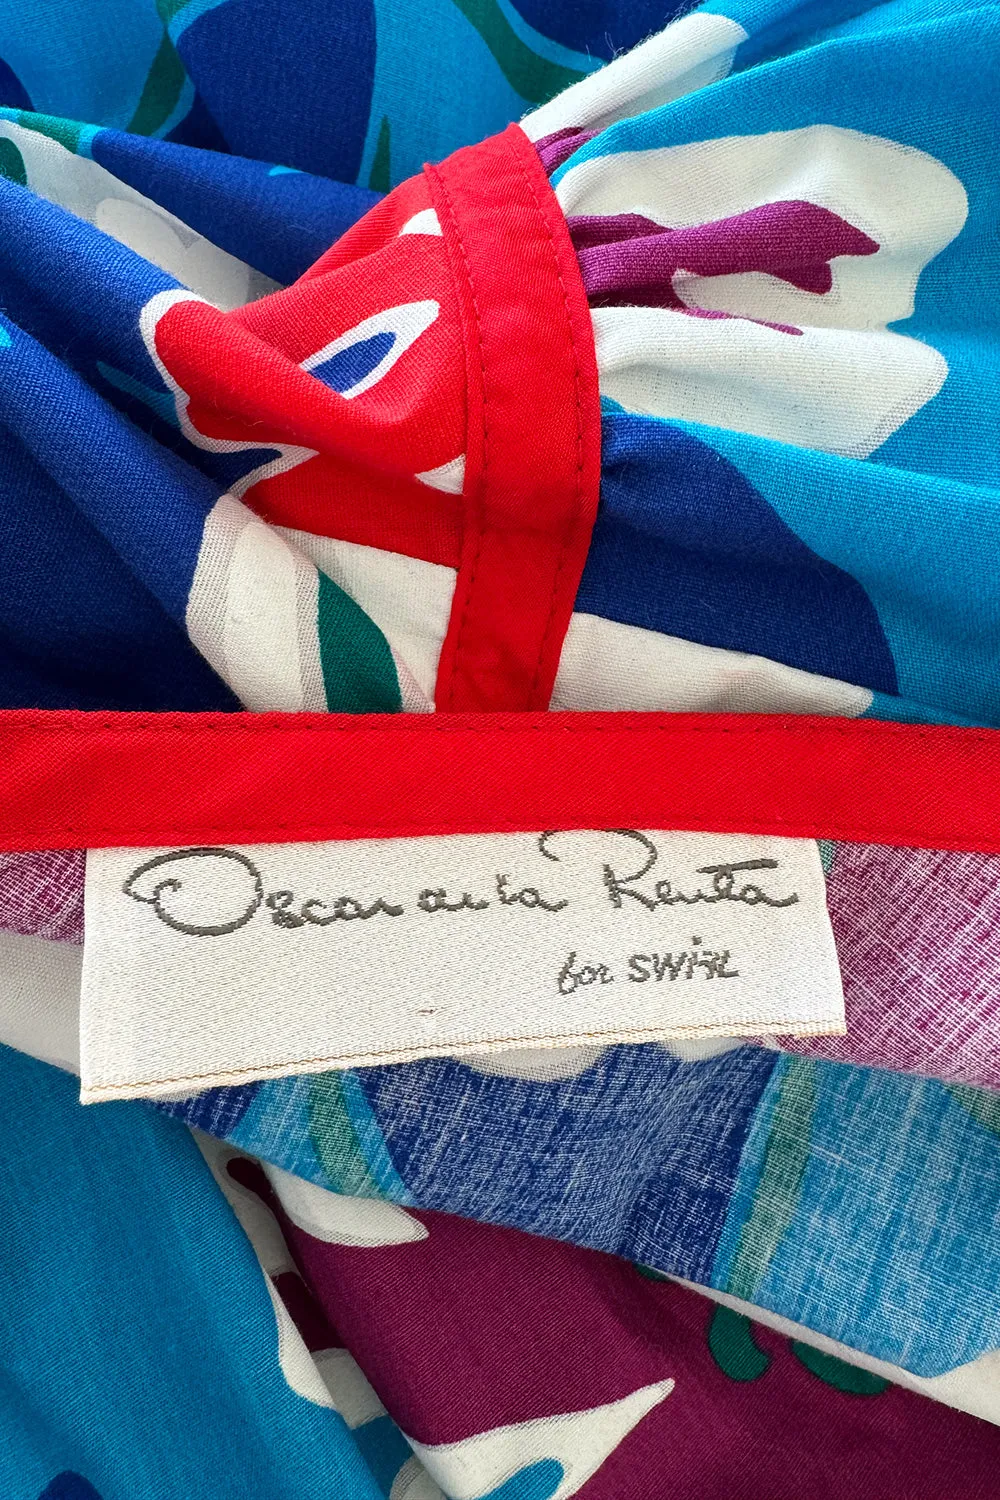 Oscar de la Renta
for SWIRL